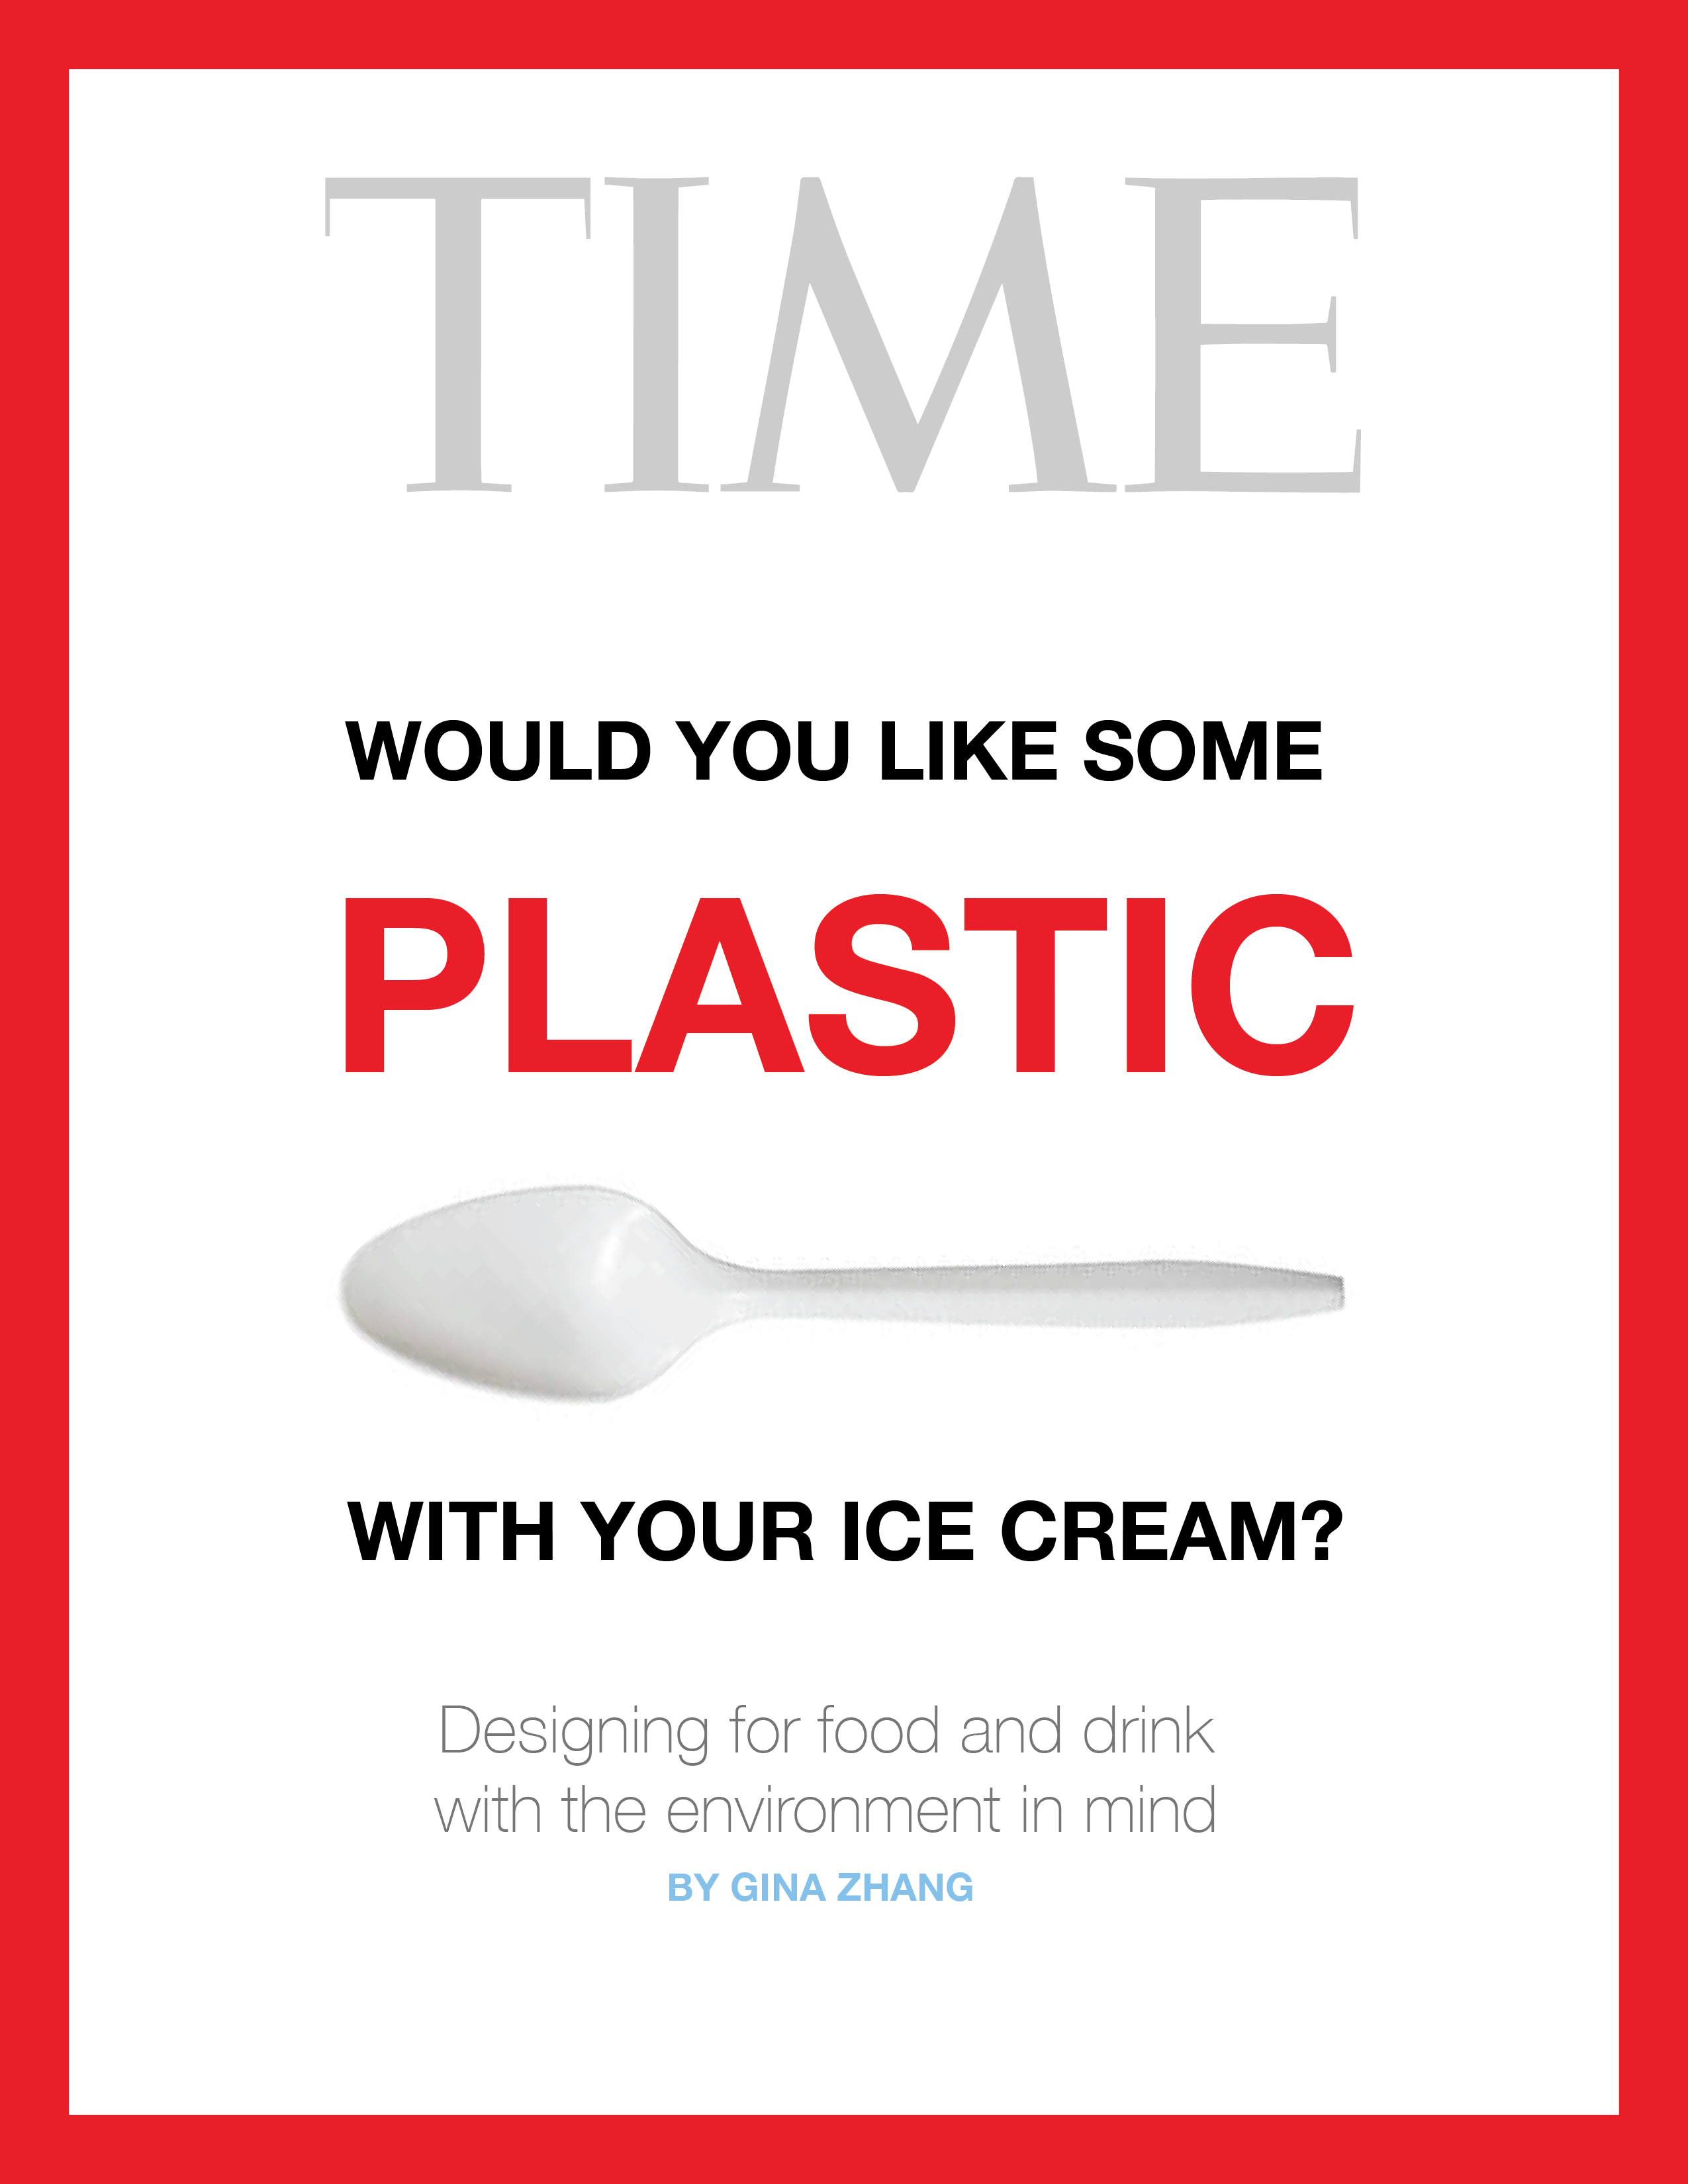 TIME
WOULD YOU LIKE SOME
PLASTIC
WITH YOUR ICE CREAM?
Designing for food and drink
with the environment in mind
BY GINA ZHANG